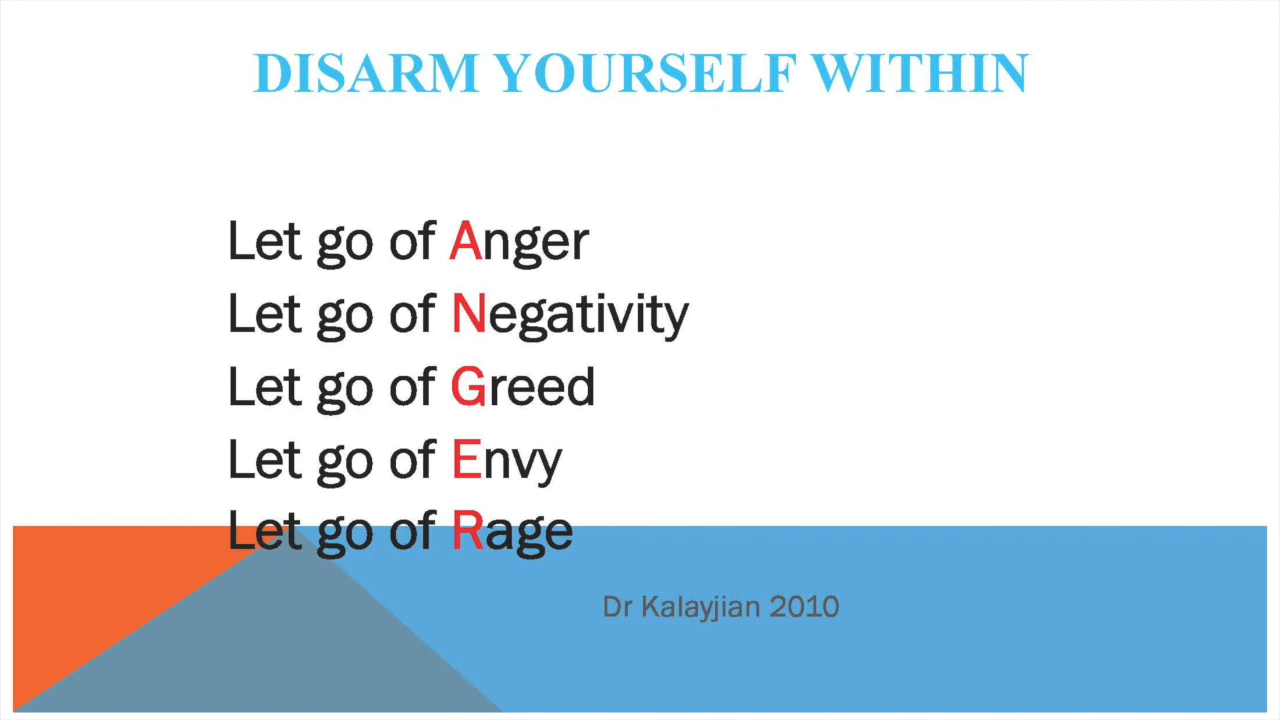 DISARM YOURSELF WITHIN
Let go of Anger
Let go of Negativity
Let go of Greed
Let go of Envy
Let go of Rage
Dr Kalayjian 2010